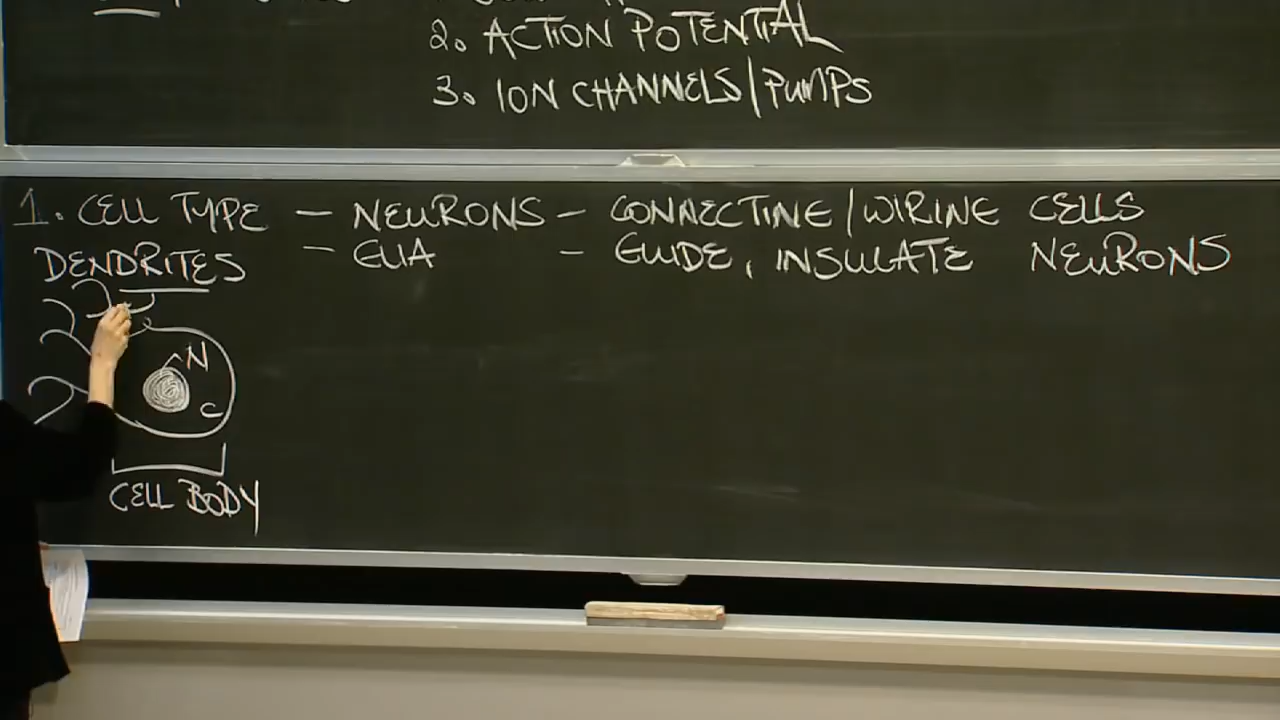 2. ACTION POTENTIAL
3. ION CHANNELS/PUMPS
1. CELL TYPE - NEURONS - CONNECTING/WIRING CELLS
- GLIA - GUIDE, INSULATE NEURONS
DENDRITES
N
C
CELL BODY